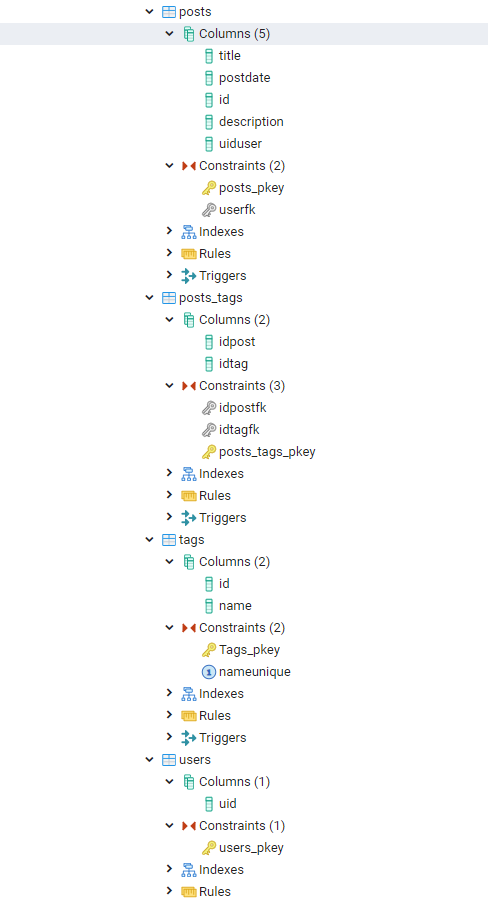 posts
Columns (5)
title
postdate
id
description
uiduser
Constraints (2)
posts_pkey
userfk
Indexes
Rules
Triggers
posts_tags
Columns (2)
idpost
idtag
Constraints (3)
idpostfk
idtagfk
posts_tags_pkey
Indexes
Rules
Triggers
tags
Columns (2)
id
name
Constraints (2)
Tags_pkey
1 nameunique
Indexes
Rules
Triggers
users
Columns (1)
uid
Constraints (1)
users_pkey
Indexes
Rules